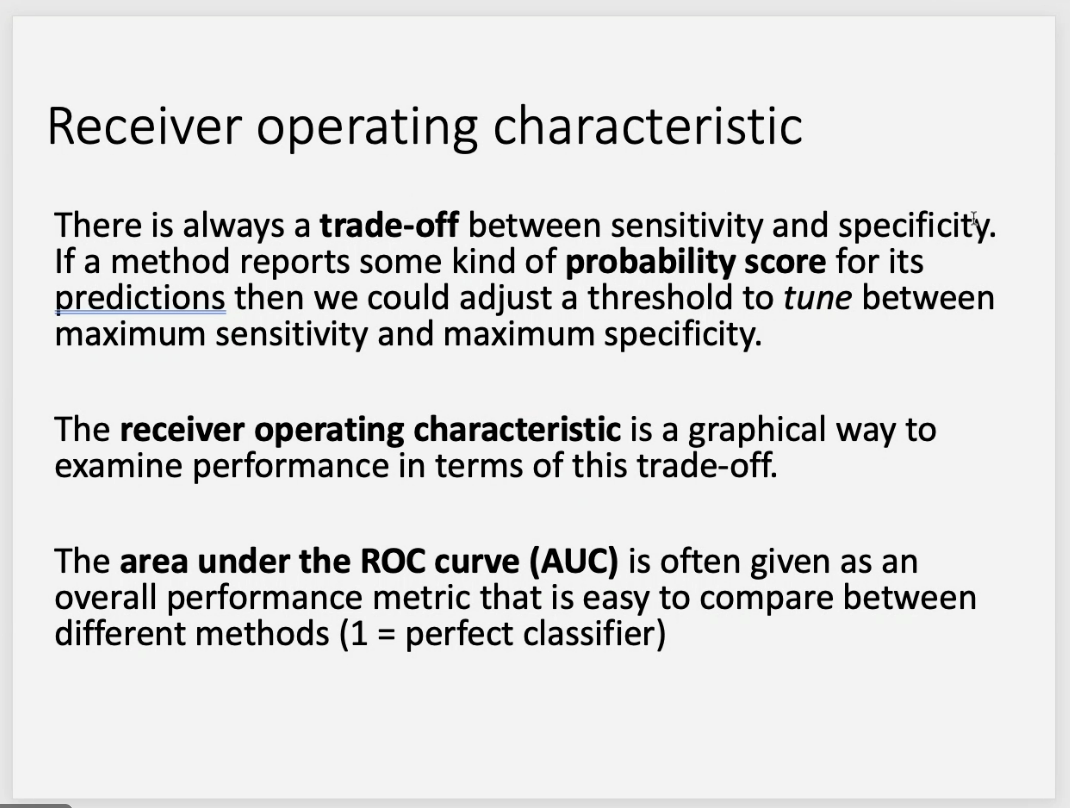 Receiver operating characteristic
There is always a trade-off between sensitivity and specificity.
If a method reports some kind of probability score for its
predictions then we could adjust a threshold to tune between
maximum sensitivity and maximum specificity.
The receiver operating characteristic is a graphical way to
examine performance in terms of this trade-off.
The area under the ROC curve (AUC) is often given as an
overall performance metric that is easy to compare between
different methods (1 = perfect classifier)